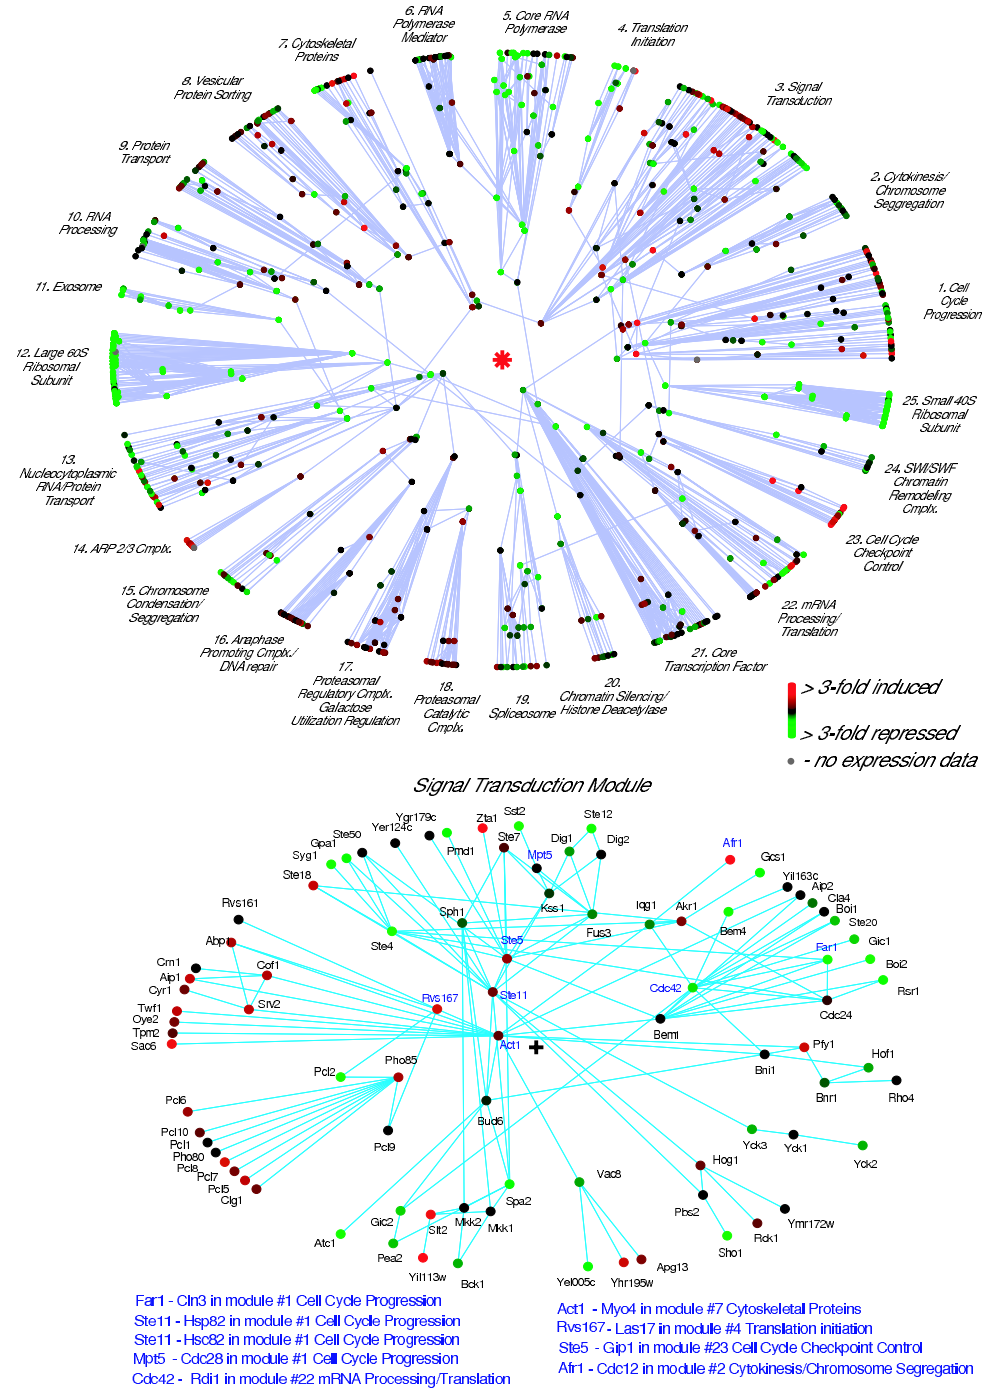 6. RNA
Polymerase
Mediator
5. Core RNA
Polymerase
4. Translation
Initiation
7. Cytoskeletal
Proteins
8. Vesicular
Protein Sorting
3. Signal
Transduction
9. Protein
Transport
2. Cytokinesis/
Chromosome
Seggregation
10. RNA
Processing
11. Exosome
1. Cell
Cycle
Progression
12. Large 60S
Ribosomal
Subunit
25. Small 40S
Ribosomal
Subunit
13.
Nucleocytoplasmic
RNA/Protein
Transport
24. SWI/SWF
Chromatin
Remodeling
Cmplx.
14. ARP 2/3 Cmplx.
23. Cell Cycle
Checkpoint
Control
15. Chromosome
Condensation/
Seggregation
22. mRNA
Processing/
Translation
16. Anaphase
Promoting Cmplx./
DNA repair
17.
Proteasomal
Regulatory Cmplx.
Galactose
Utilization Regulation
18.
Proteasomal
Catalytic
Cmplx.
19.
Spliceosome
20.
Chromatin Silencing/
Histone Deacetylase
21. Core
Transcription Factor
> 3-fold induced
> 3-fold repressed
- no expression data
Signal Transduction Module
Ygr179c
Zta1
Sst2
Ste12
Yer124c
Ste50
Gpa1
Syg1
Ste18
Pmd1
Ste7
Mpt5
Dig1
Dig2
Afr1
Gcs1
Yil163c
Aip2
Cla4
Boi1
Ste20
Gic1
Boi2
Rsr1
Rvs161
Sph1
Kss1
Iqg1
Akr1
Bem4
Far1
Abp1
Ste4
Ste5
Fus3
Crn1
Aip1
Cyr1
Cof1
Srv2
Rvs167
Ste11
Cdc42
Cdc24
Twf1
Oye2
Tpm2
Sac6
Act1
Bem1
Pfy1
Bni1
Hof1
Bnr1
Rho4
Pho85
Pcl2
Pcl6
Pcl10
Pcl1
Pho80
Pcl8
Pcl7
Pcl5
Clg1
Pcl9
Bud6
Yck3
Yck1
Yck2
Vac8
Hog1
Spa2
Gic2
Slt2
Mkk2
Mkk1
Pbs2
Ymr172w
Rck1
Sho1
Atc1
Pea2
Yil113w
Bck1
Yel005c
Yhr195w
Apg13
Far1 - Cln3 in module #1 Cell Cycle Progression
Ste11 - Hsp82 in module #1 Cell Cycle Progression
Ste11 - Hsc82 in module #1 Cell Cycle Progression
Mpt5 - Cdc28 in module #1 Cell Cycle Progression
Cdc42 - Rdi1 in module #22 mRNA Processing/Translation
Act1 - Myo4 in module #7 Cytoskeletal Proteins
Rvs167 - Las17 in module #4 Translation initiation
Ste5 - Gip1 in module #23 Cell Cycle Checkpoint Control
Afr1 - Cdc12 in module #2 Cytokinesis/Chromosome Segregation